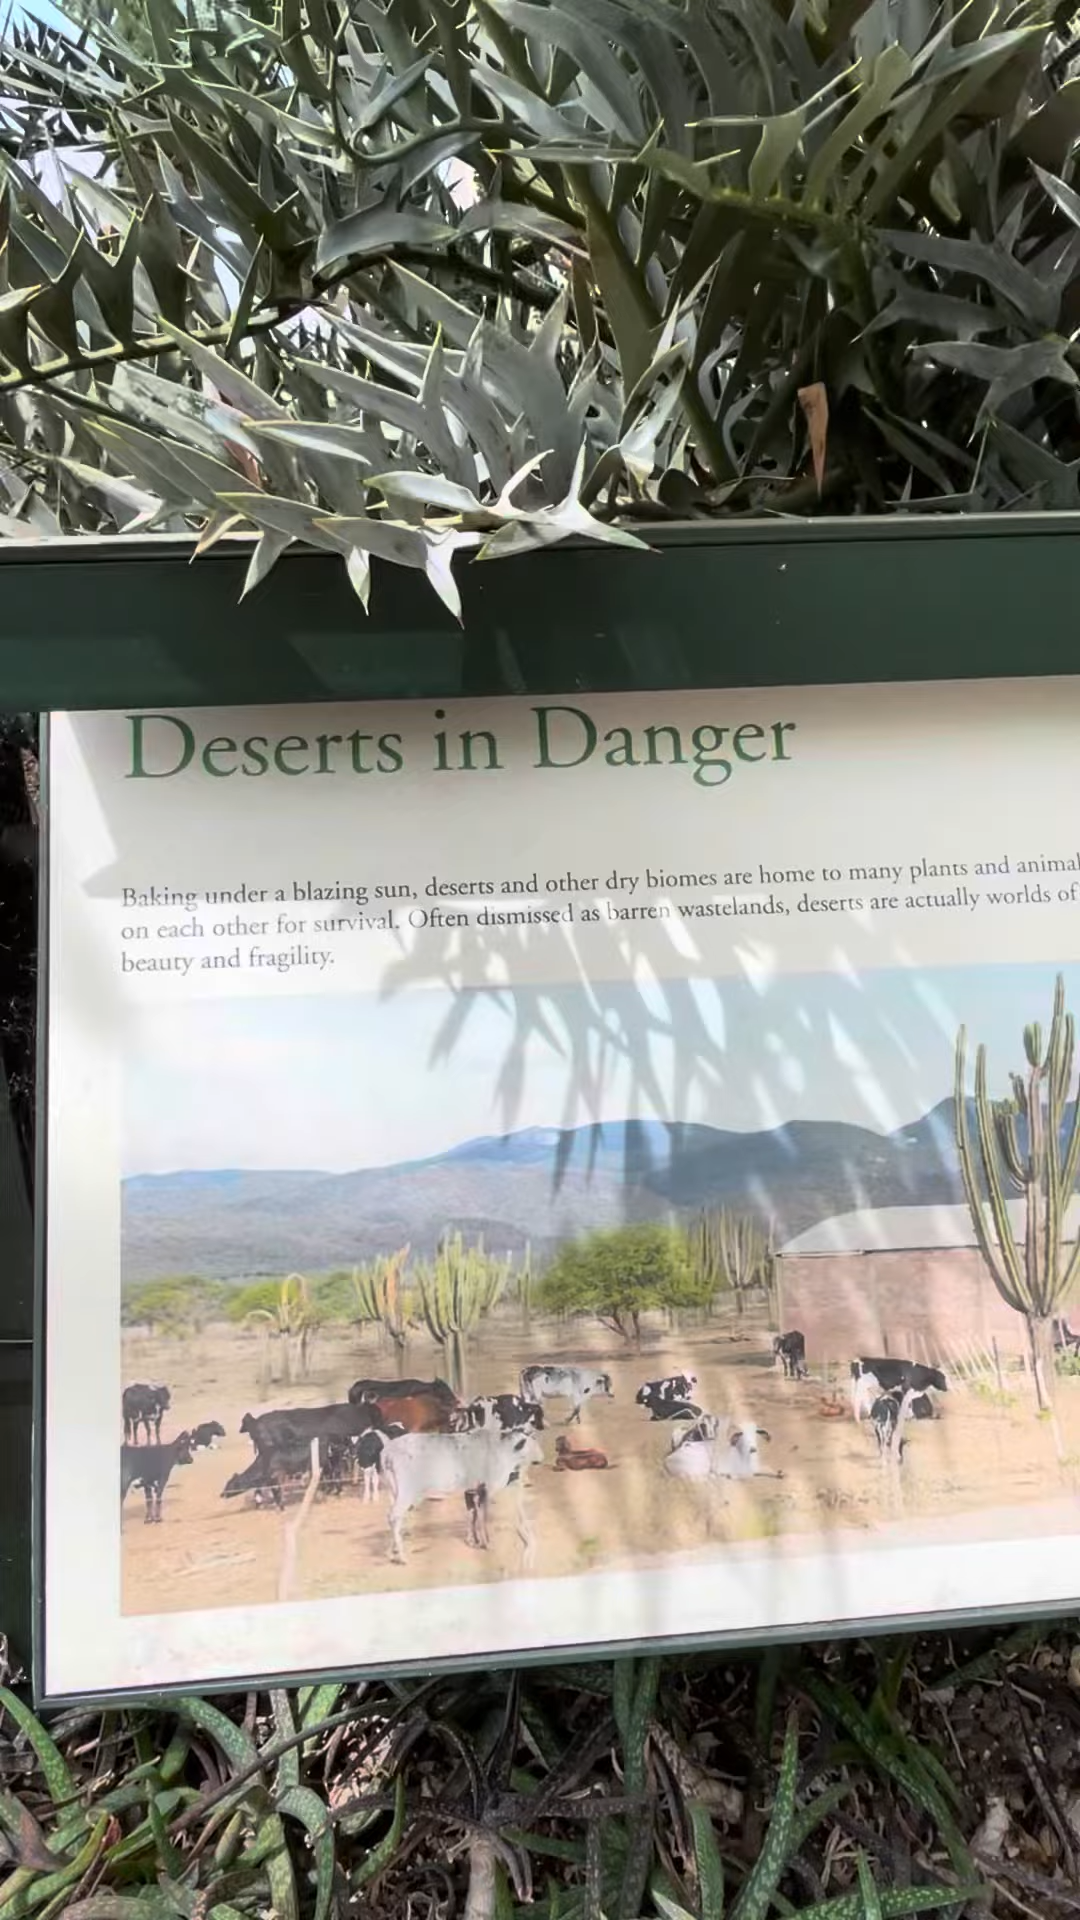 Deserts in Danger
Baking under a blazing sun, deserts and other dry biomes are home to many plants and animal
on each other for survival. Often dismissed as barren wastelands, deserts are actually worlds of
beauty and fragility.